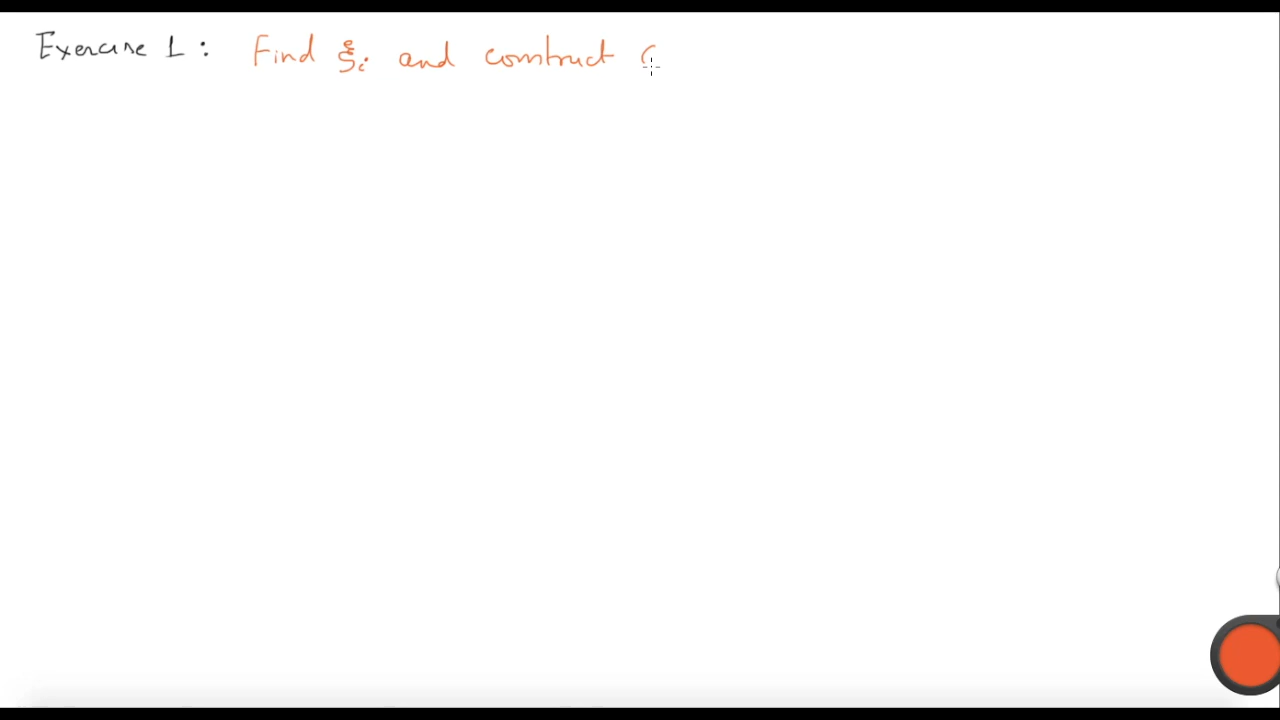 Exercise 1: Find ξi and construct